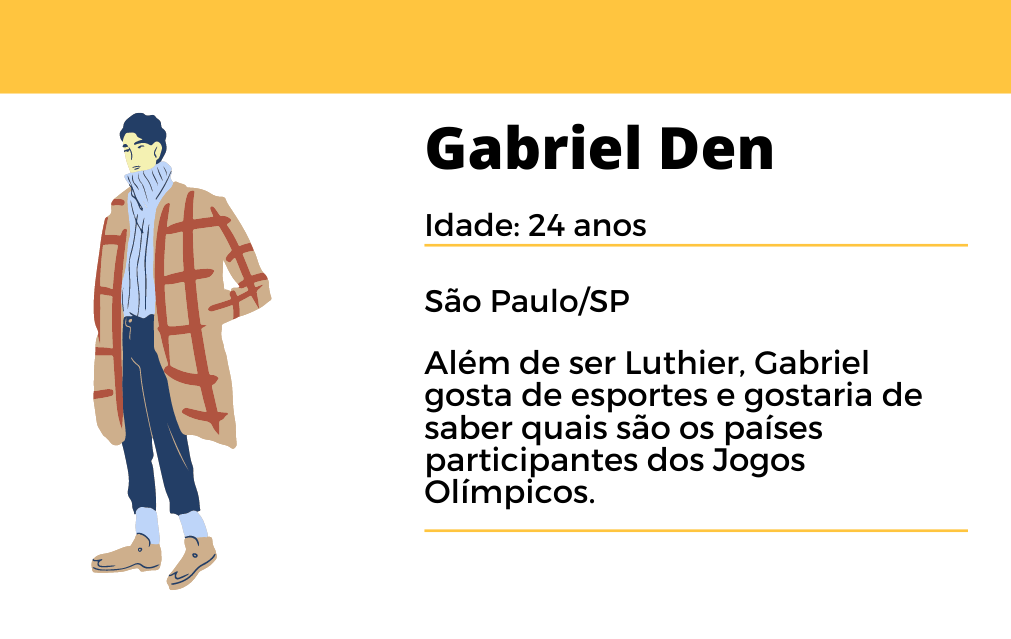 Gabriel Den
Idade: 24 anos
São Paulo/SP
Além de ser Luthier, Gabriel
gosta de esportes e gostaria de
saber quais são os países
participantes dos Jogos
Olímpicos.